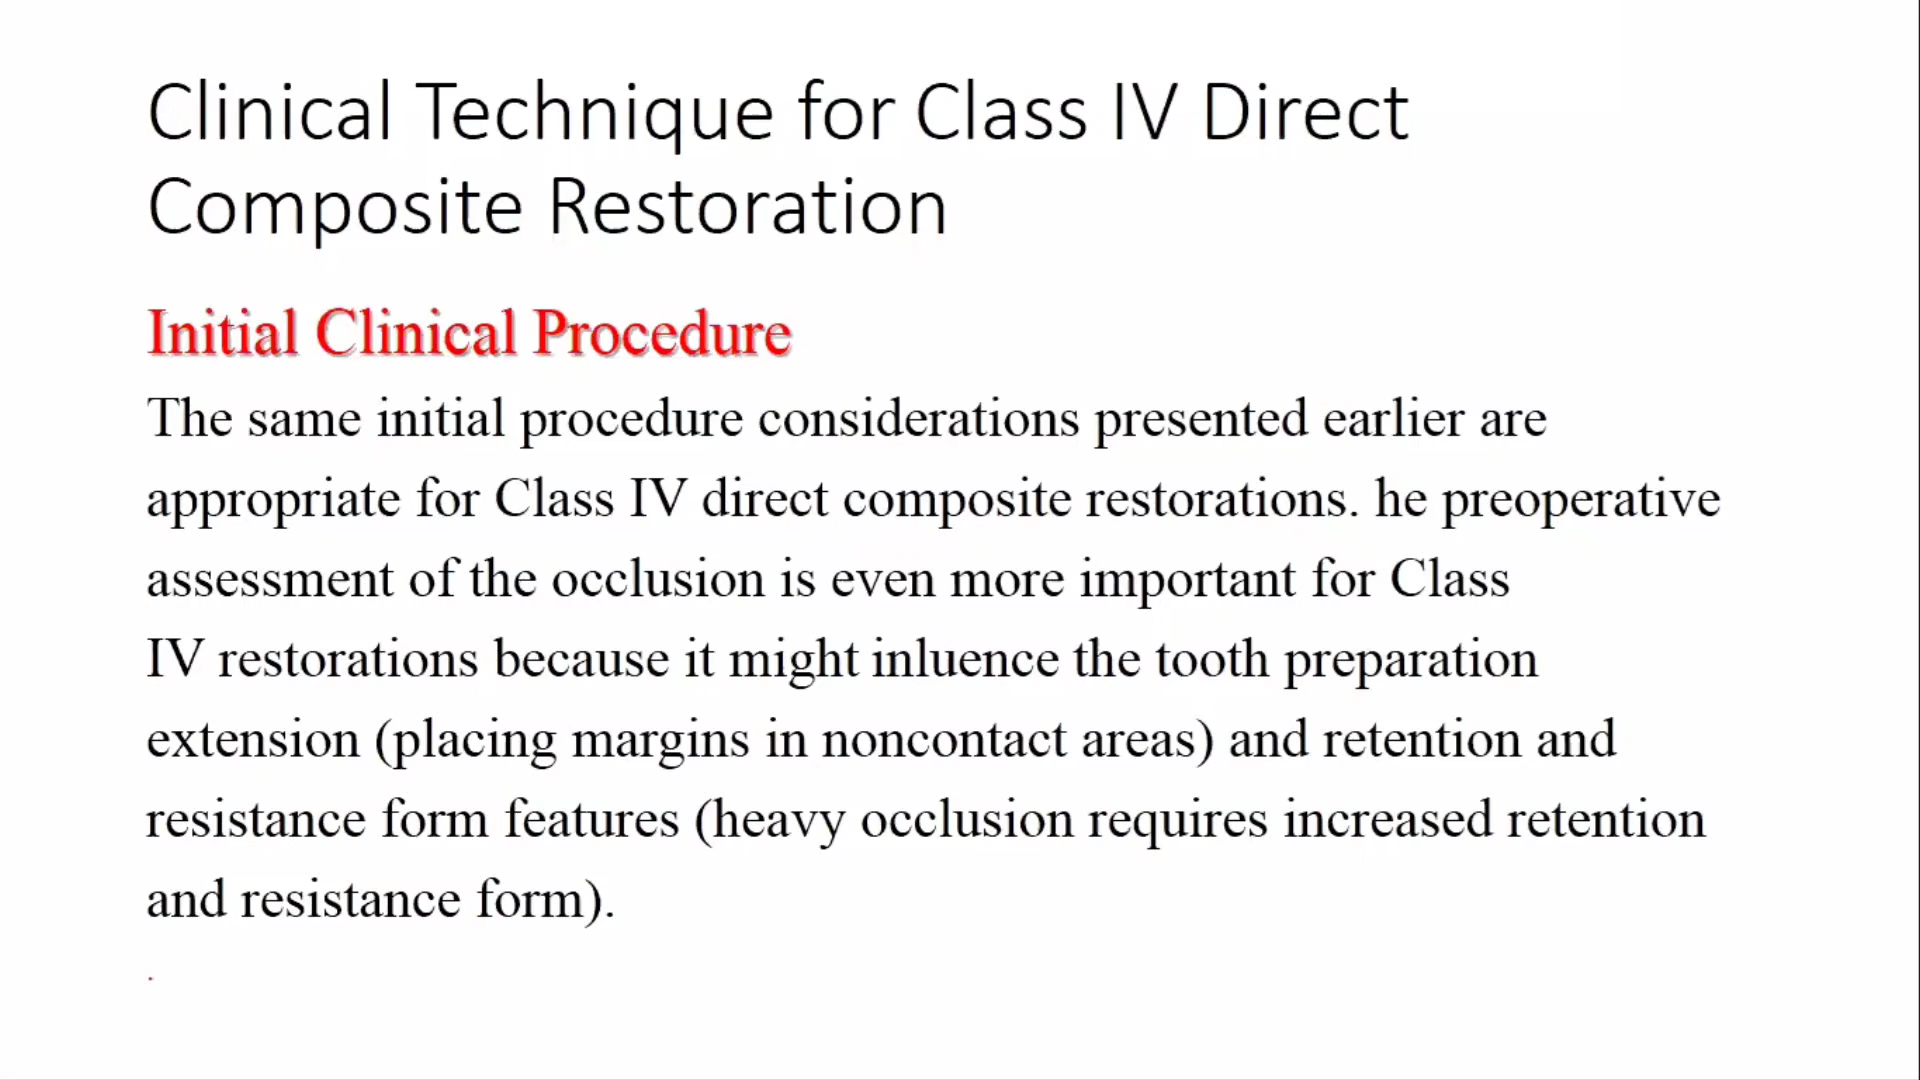 Clinical Technique for Class IV Direct
Composite Restoration
Initial Clinical Procedure
The same initial procedure considerations presented earlier are
appropriate for Class IV direct composite restorations. he preoperative
assessment of the occlusion is even more important for Class
IV restorations because it might inluence the tooth preparation
extension (placing margins in noncontact areas) and retention and
resistance form features (heavy occlusion requires increased retention
and resistance form).
.